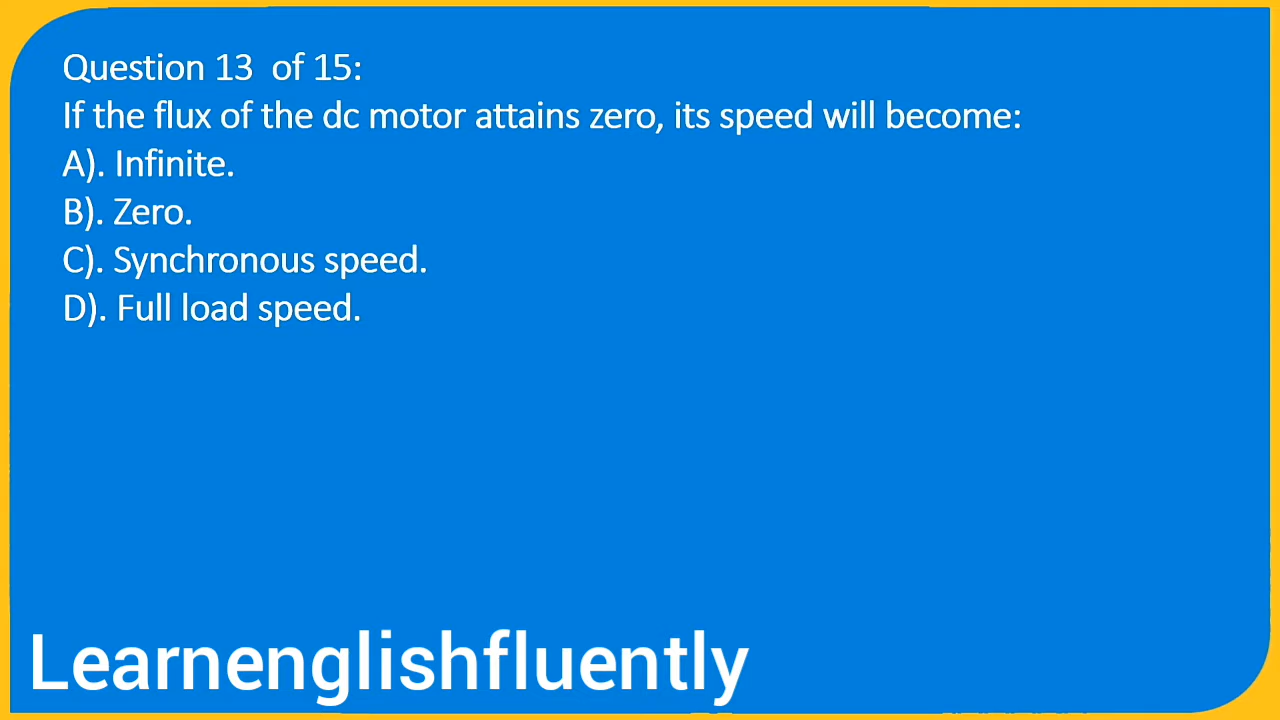 Question 13  of 15:
If the flux of the dc motor attains zero, its speed will become:
A). Infinite.
B). Zero.
C). Synchronous speed.
D). Full load speed.
Learnenglishfluently